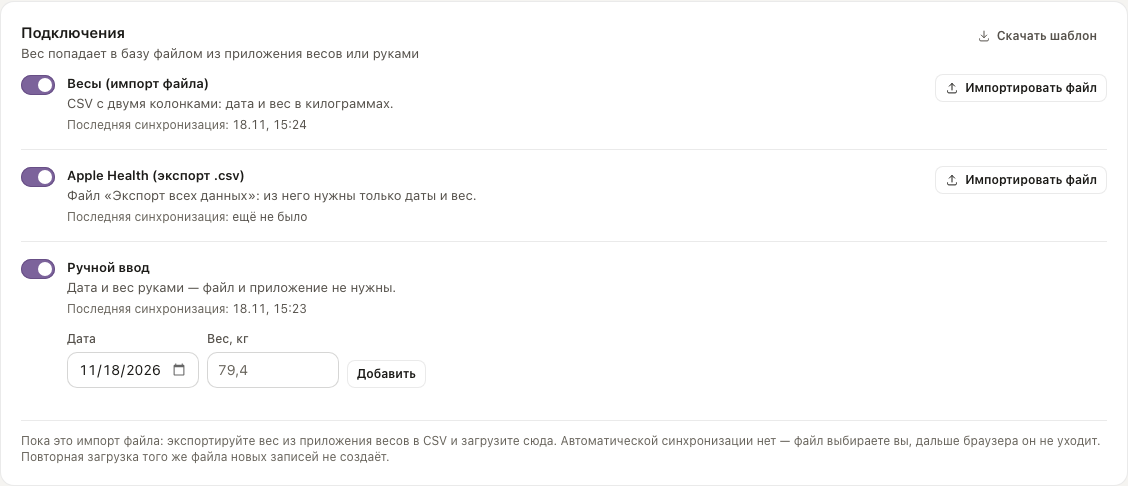 Подключения
Скачать шаблон
Вес попадает в базу файлом из приложения весов или руками
Весы (импорт файла)
Импортировать файл
CSV с двумя колонками: дата и вес в килограммах.
Последняя синхронизация: 18.11, 15:24
Apple Health (экспорт .csv)
Импортировать файл
Файл «Экспорт всех данных»: из него нужны только даты и вес.
Последняя синхронизация: ещё не было
Ручной ввод
Дата и вес руками — файл и приложение не нужны.
Последняя синхронизация: 18.11, 15:23
Дата
Вес, кг
11/18/2026
79,4
Добавить
Пока это импорт файла: экспортируйте вес из приложения весов в CSV и загрузите сюда. Автоматической синхронизации нет — файл выбираете вы, дальше браузера он не уходит.
Повторная загрузка того же файла новых записей не создаёт.